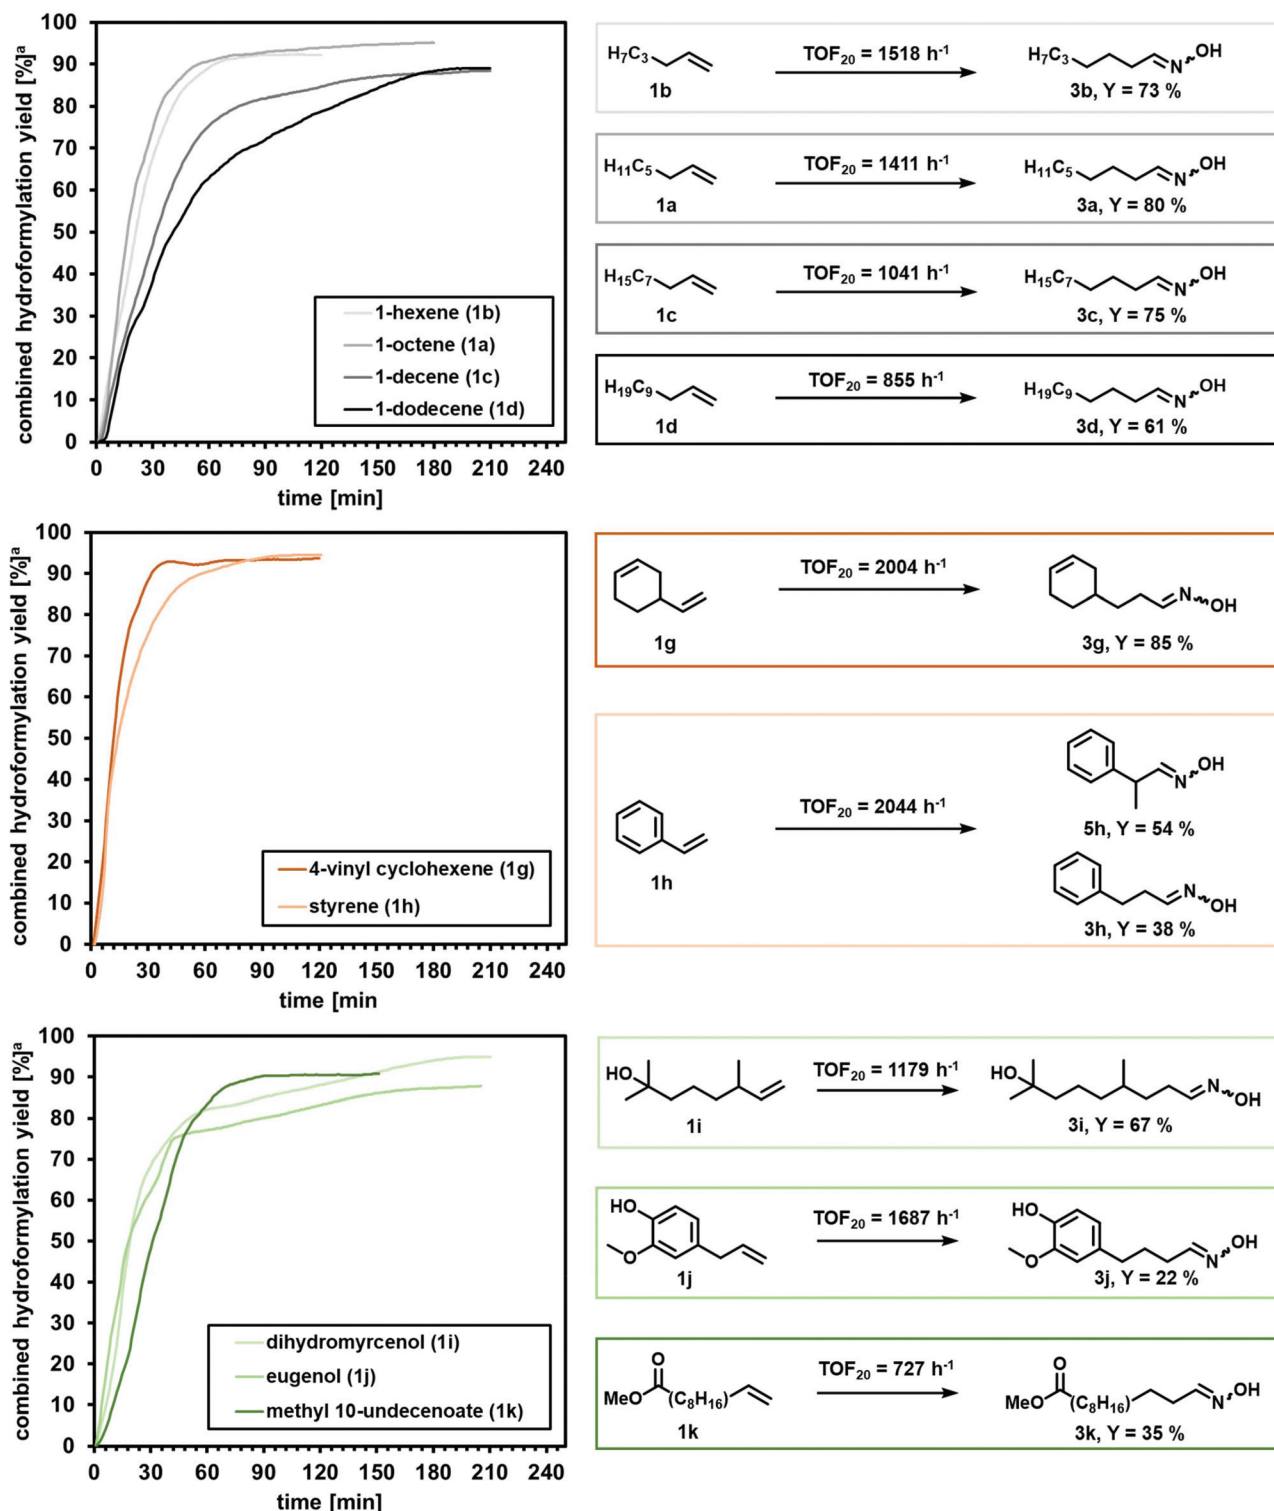 combined hydroformylation yield [%]ᵃ
100
90
80
70
60
50
40
30
20
10
0
0 30 60 90 120 150 180 210 240
time [min]
1-hexene (1b)
1-octene (1a)
1-decene (1c)
1-dodecene (1d)
H₇C₃
1b
TOF₂₀ = 1518 h⁻¹
H₇C₃ N OH
3b, Y = 73 %
H₁₁C₅
1a
TOF₂₀ = 1411 h⁻¹
H₁₁C₅ N OH
3a, Y = 80 %
H₁₅C₇
1c
TOF₂₀ = 1041 h⁻¹
H₁₅C₇ N OH
3c, Y = 75 %
H₁₉C₉
1d
TOF₂₀ = 855 h⁻¹
H₁₉C₉ N OH
3d, Y = 61 %
combined hydroformylation yield [%]ᵃ
100
90
80
70
60
50
40
30
20
10
0
0 30 60 90 120 150 180 210 240
time [min
4-vinyl cyclohexene (1g)
styrene (1h)
1g
TOF₂₀ = 2004 h⁻¹
N OH
3g, Y = 85 %
1h
TOF₂₀ = 2044 h⁻¹
N OH
5h, Y = 54 %
N OH
3h, Y = 38 %
combined hydroformylation yield [%]ᵃ
100
90
80
70
60
50
40
30
20
10
0
0 30 60 90 120 150 180 210 240
time [min]
dihydromyrcenol (1i)
eugenol (1j)
methyl 10-undecenoate (1k)
HO
1i
TOF₂₀ = 1179 h⁻¹
HO N OH
3i, Y = 67 %
HO
O
1j
TOF₂₀ = 1687 h⁻¹
HO
O N OH
3j, Y = 22 %
O
MeO (C₈H₁₆)
1k
TOF₂₀ = 727 h⁻¹
O
MeO (C₈H₁₆) N OH
3k, Y = 35 %